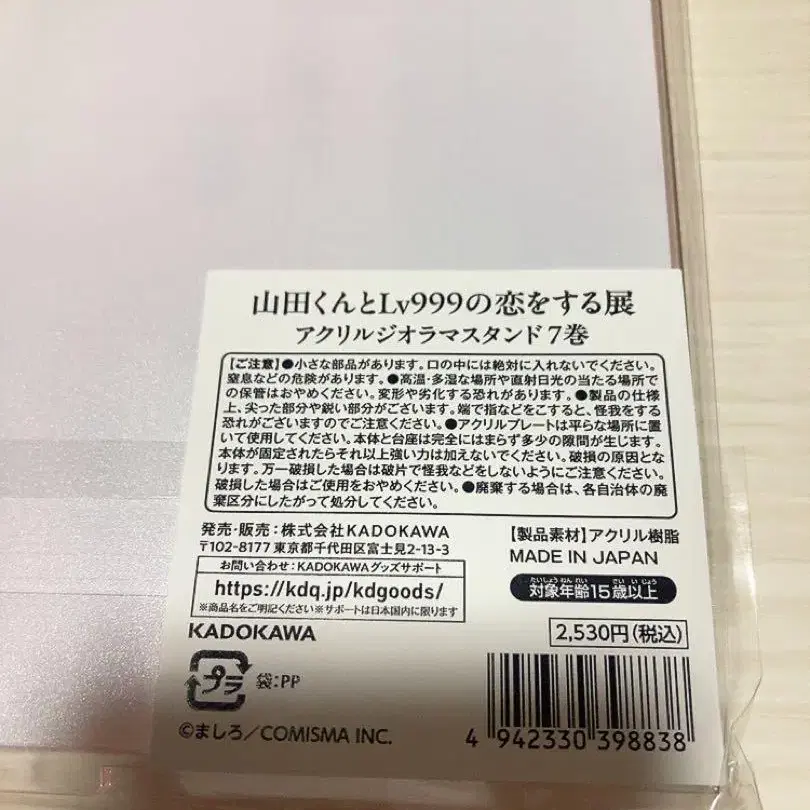 山田くんとLv999の恋をする展
アクリルジオラマスタンド 7巻
【ご注意】●小さな部品があります。口の中には絶対に入れないでください。
窒息などの危険があります。●高温・多湿な場所や直射日光の当たる場所で
の保管はおやめください。変形や劣化する恐れがあります。●製品の仕様
上、尖った部分や鋭い部分がございます。端で指などをこすると、怪我をする
恐れがございますのでご注意ください。●アクリルプレートは平らな場所に置
いて使用してください。本体と台座は完全にはまらず多少の隙間が生じます。
本体が固定されたらそれ以上強い力は加えないでください。破損の原因とな
ります。万一破損した場合は破片で怪我などをしないようにご注意ください。
破損した場合はご使用をおやめください。●廃棄する場合は、各自治体の廃
棄区分にしたがって処分してください。
発売・販売:株式会社KADOKAWA
〒102-8177 東京都千代田区富士見2-13-3
お問い合わせ:KADOKAWAグッズサポート
https://kdq.jp/kdgoods/
※商品名をご明記ください※サポートは日本国内に限ります
KADOKAWA
【製品素材】アクリル樹脂
MADE IN JAPAN
たいしょうねんれい さい いじょう
対象年齢15歳以上
2,530円(税込)
プラ 袋:PP
©ましろ/COMISMA INC.
4 942330 398838